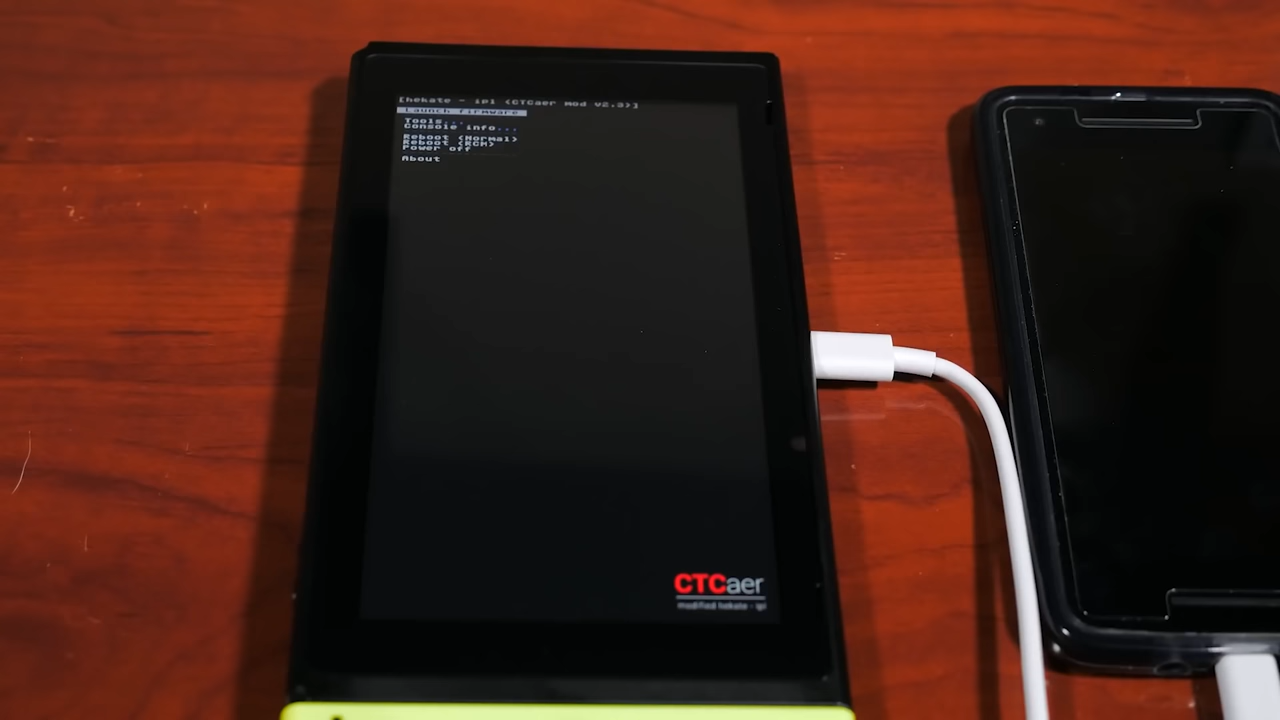 [hekate - ipl (CTCaer mod v2.3)]
Launch firmware
Tools...
Console info...
Reboot (Normal)
Reboot (RCM)
Power off
About
CTCaer
modified hekate - ipl